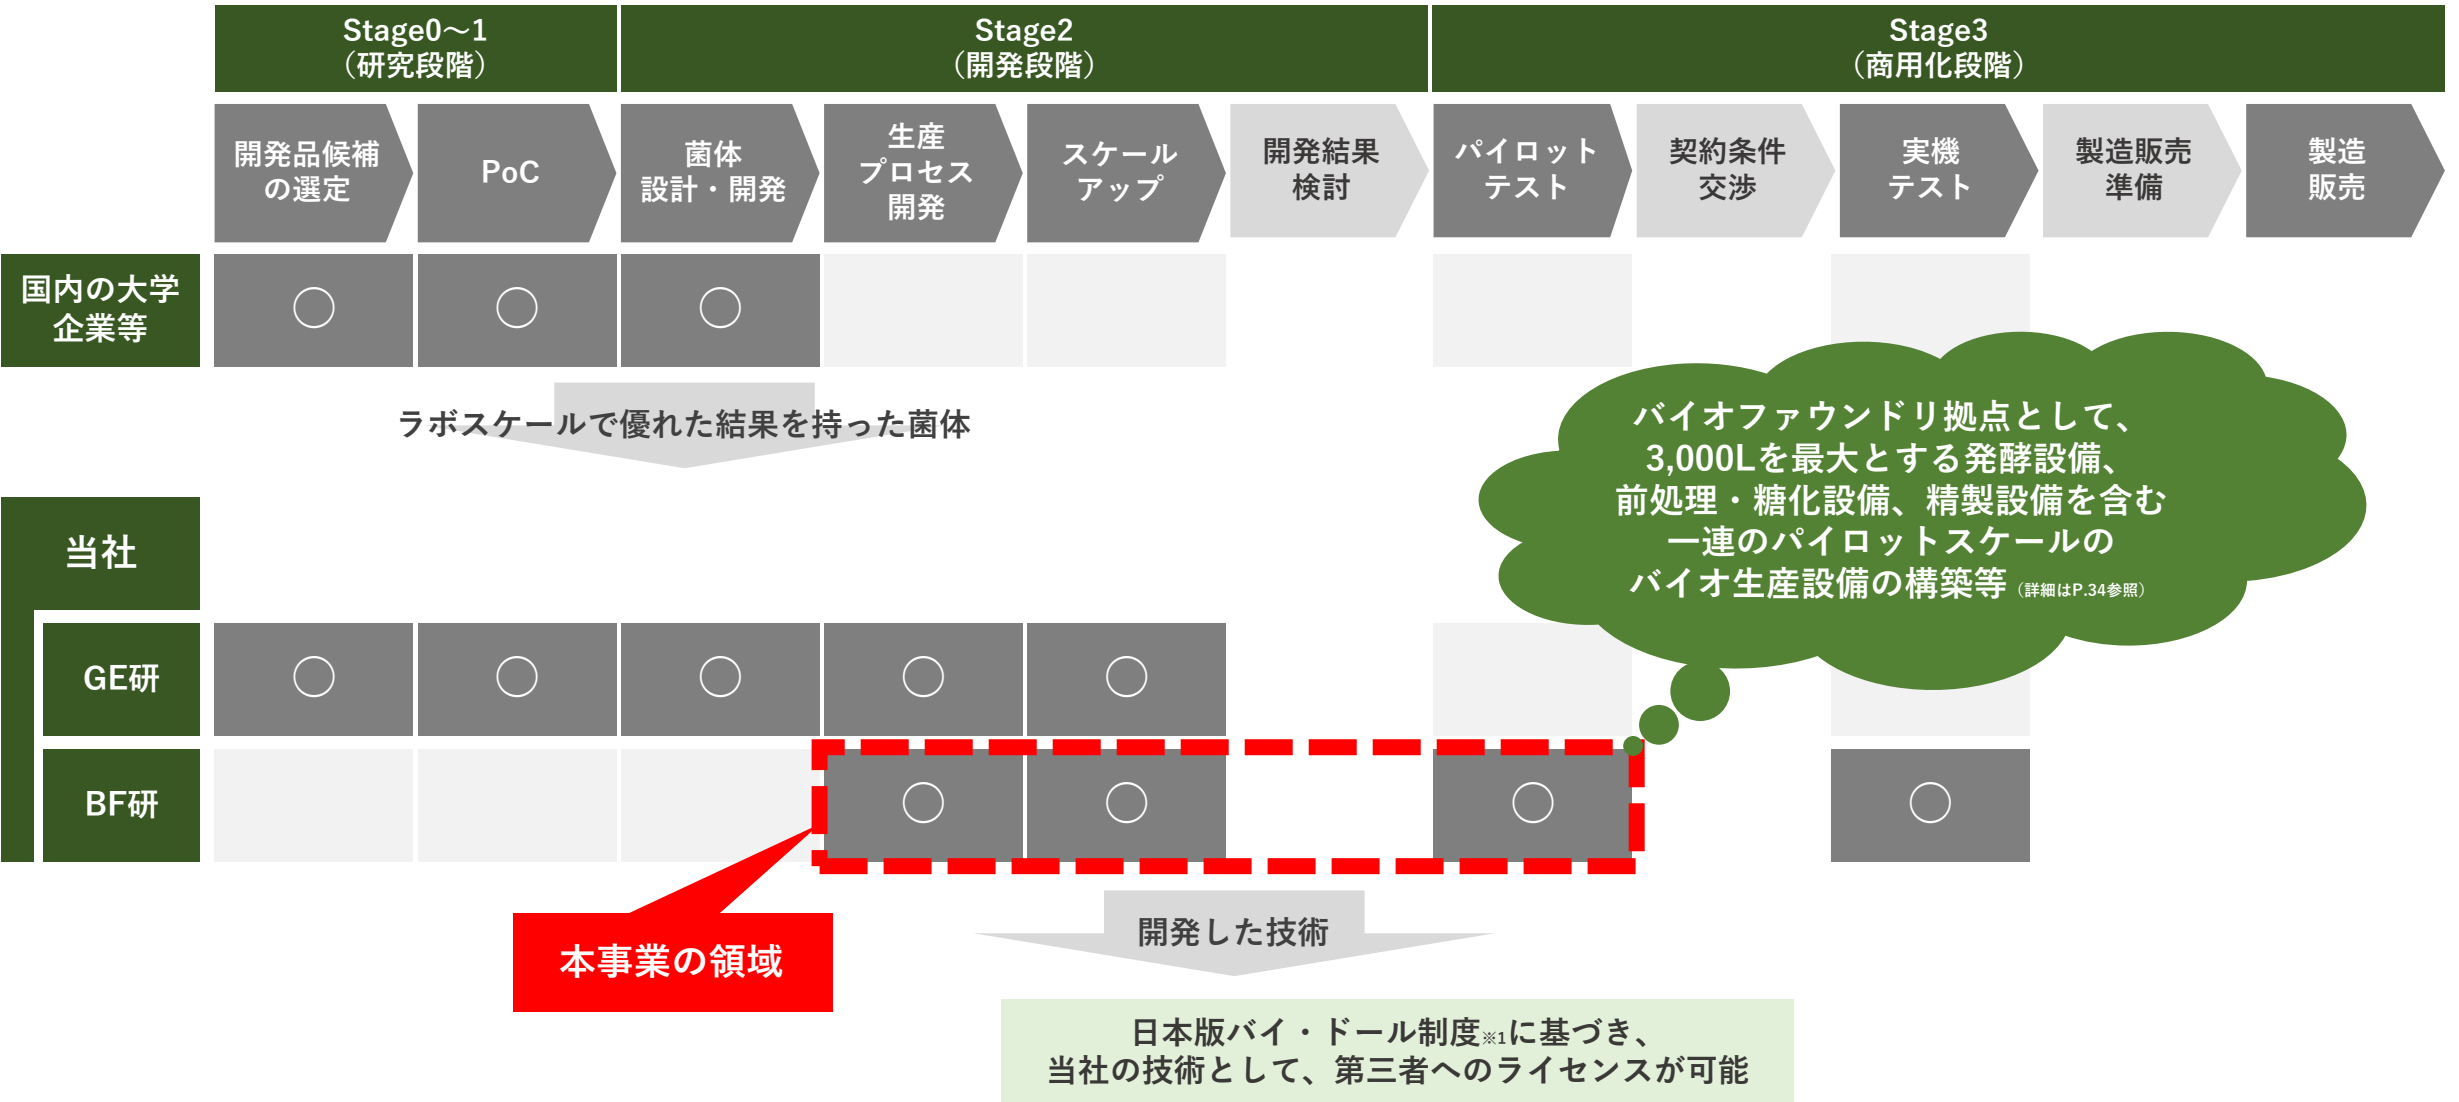 Stage0～1
（研究段階）
Stage2
（開発段階）
Stage3
（商用化段階）
開発品候補
の選定
PoC
菌体
設計・開発
生産
プロセス
開発
スケール
アップ
開発結果
検討
パイロット
テスト
契約条件
交渉
実機
テスト
製造販売
準備
製造
販売
国内の大学
企業等
〇
〇
〇
ラボスケールで優れた結果を持った菌体
バイオファウンドリ拠点として、
3,000Lを最大とする発酵設備、
前処理・糖化設備、精製設備を含む
一連のパイロットスケールの
バイオ生産設備の構築等（詳細はP.34参照）
当社
GE研
〇
〇
〇
〇
〇
BF研
〇
〇
〇
〇
本事業の領域
開発した技術
日本版バイ・ドール制度※1に基づき、
当社の技術として、第三者へのライセンスが可能